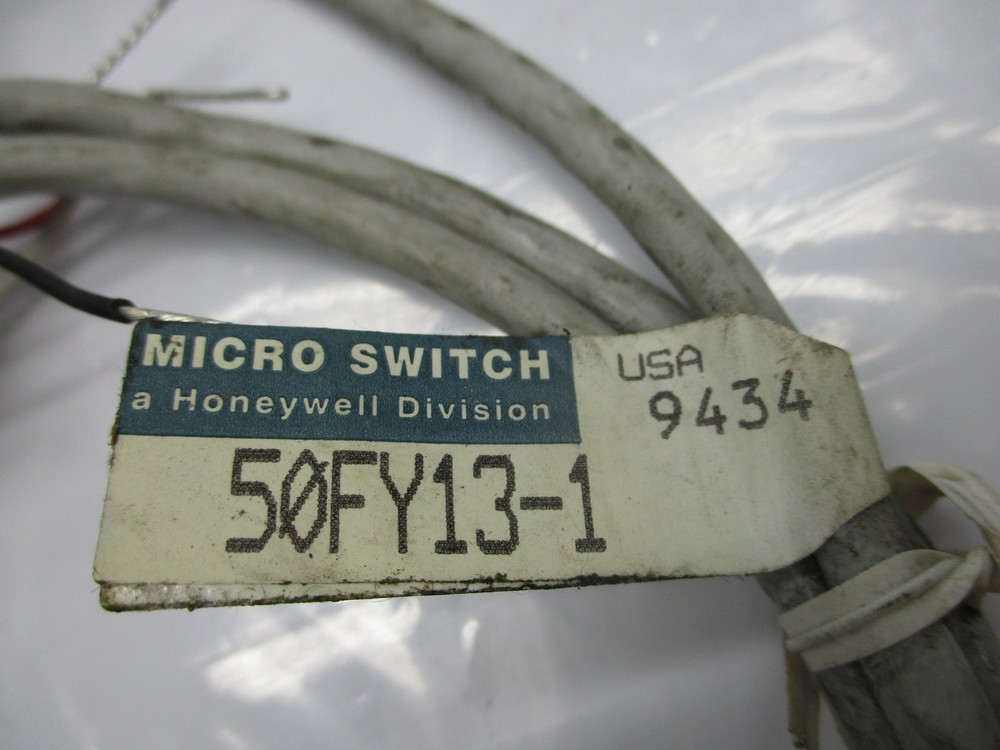 MICRO SWITCH
a Honeywell Division
50FY13-1
USA
9434